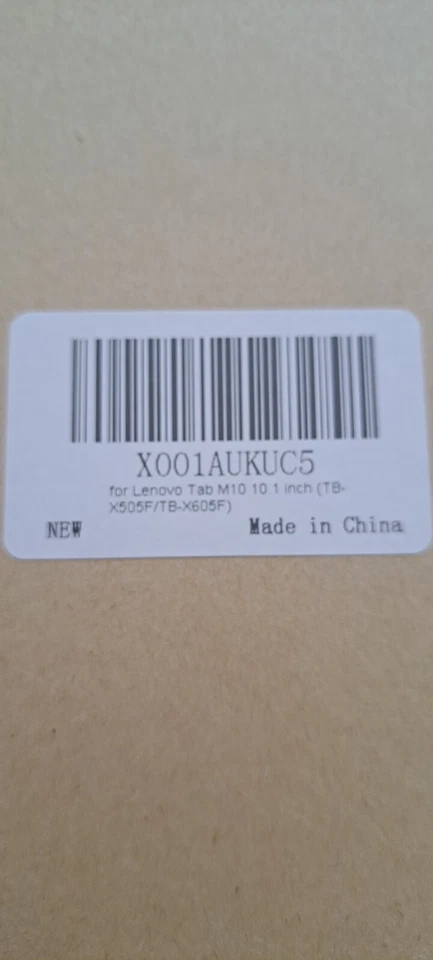 X001AUKUC5
for Lenovo Tab M10 10.1 inch (TB-
X505F/TB-X605F)
NEW
Made in China